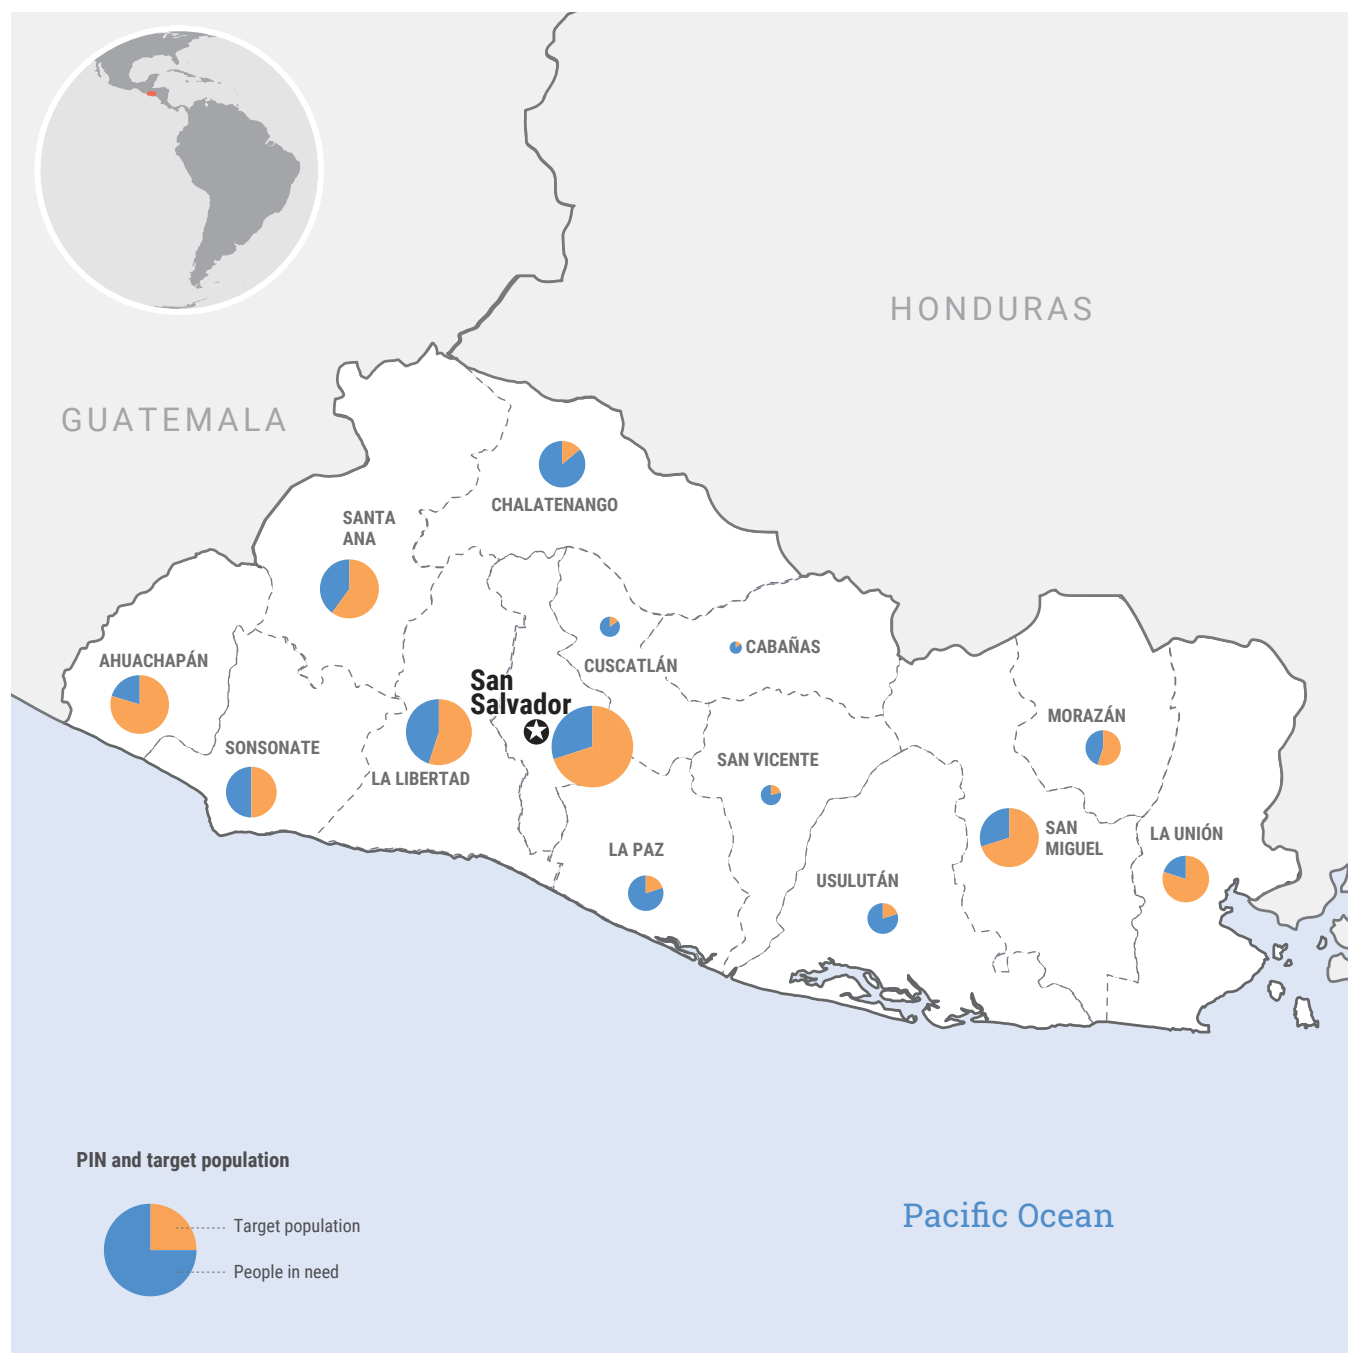 HONDURAS
GUATEMALA
CHALATENANGO
SANTA
ANA
AHUACHAPÁN
SONSONATE
LA LIBERTAD
San
Salvador
CUSCATLÁN
CABAÑAS
SAN VICENTE
LA PAZ
USULUTÁN
MORAZÁN
SAN
MIGUEL
LA UNIÓN
PIN and target population
Target population
People in need
Pacific Ocean